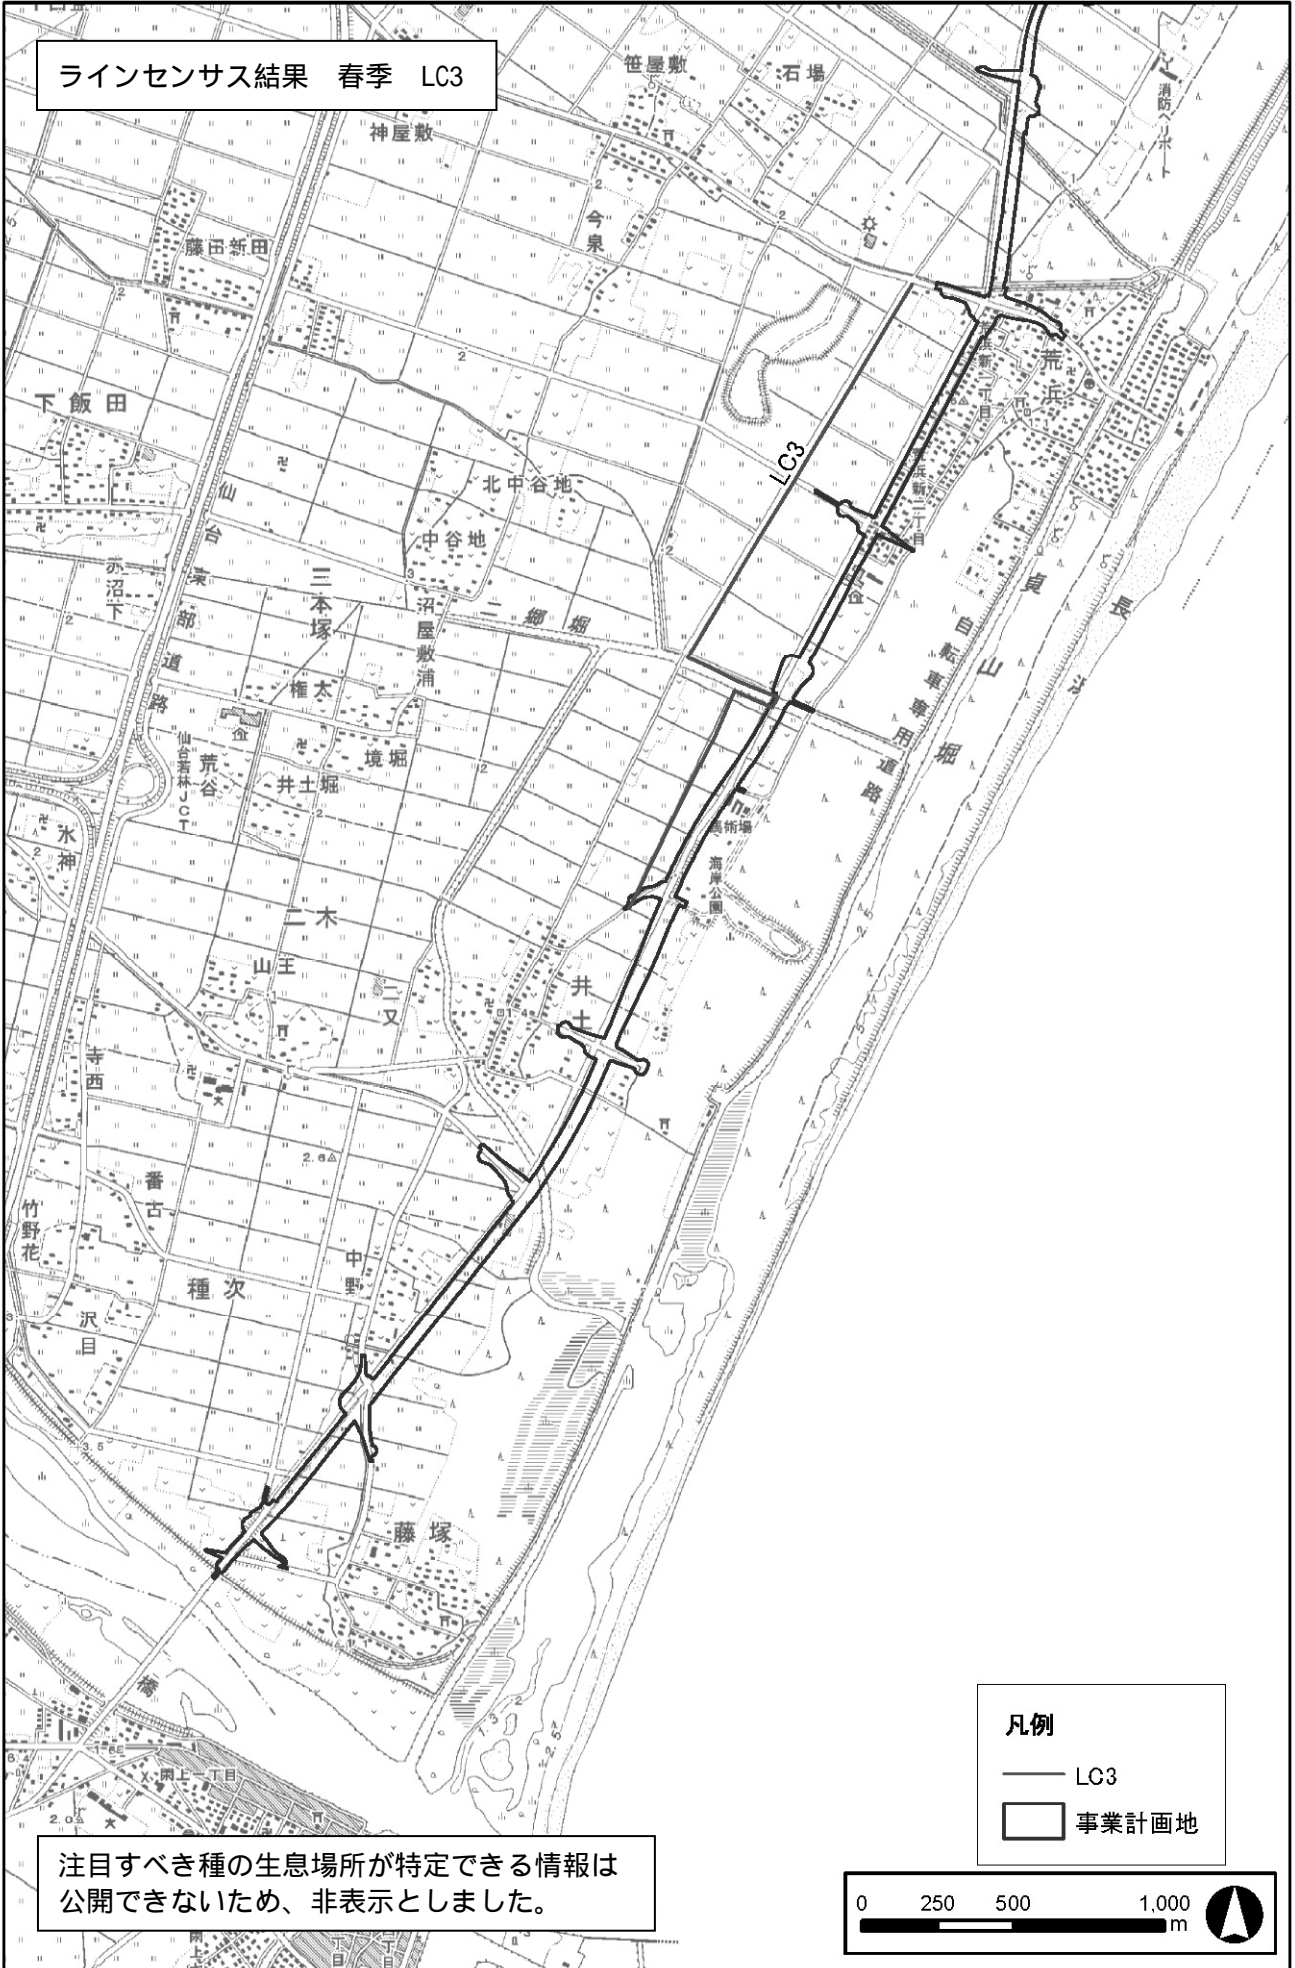 ラインセンサス結果　春季　LC3
笹屋敷
石場
消防ヘリポート
神屋敷
今泉
藤田新田
荒浜
下飯田
LC3
北中谷地
中谷地
仙台東部道路
三本塚
沼屋敷浦
二郷堀
赤沼下
貞山堀
長浜
自転車専用道路
権太
境堀
荒谷
井土堀
仙台若林JCT
水神
海岸公園
二木
山王
二又
井土
寺西
番古
竹野花
中野
種次
沢目
藤塚
橋
閖上一丁目
凡例
LC3
事業計画地
注目すべき種の生息場所が特定できる情報は
公開できないため、非表示としました。
0 250 500 1,000
m